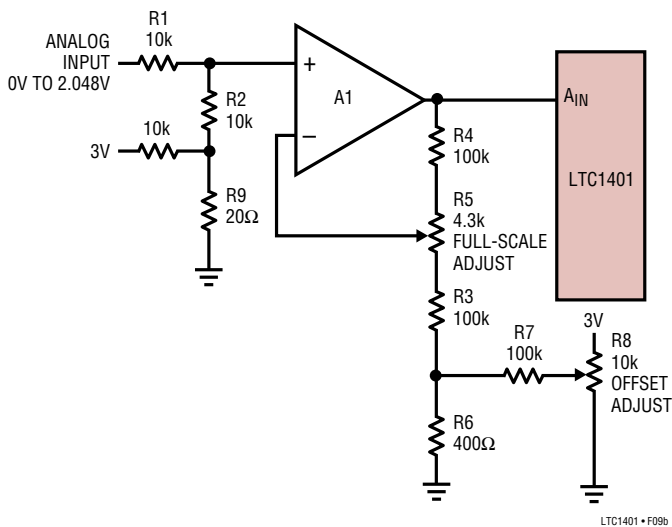 R1
10k
ANALOG
INPUT
0V TO 2.048V
R2
10k
10k
3V
R9
20Ω
+
A1
–
AIN
LTC1401
R4
100k
R5
4.3k
FULL-SCALE
ADJUST
R3
100k
R7
100k
3V
R8
10k
OFFSET
ADJUST
R6
400Ω
LTC1401 • F09b